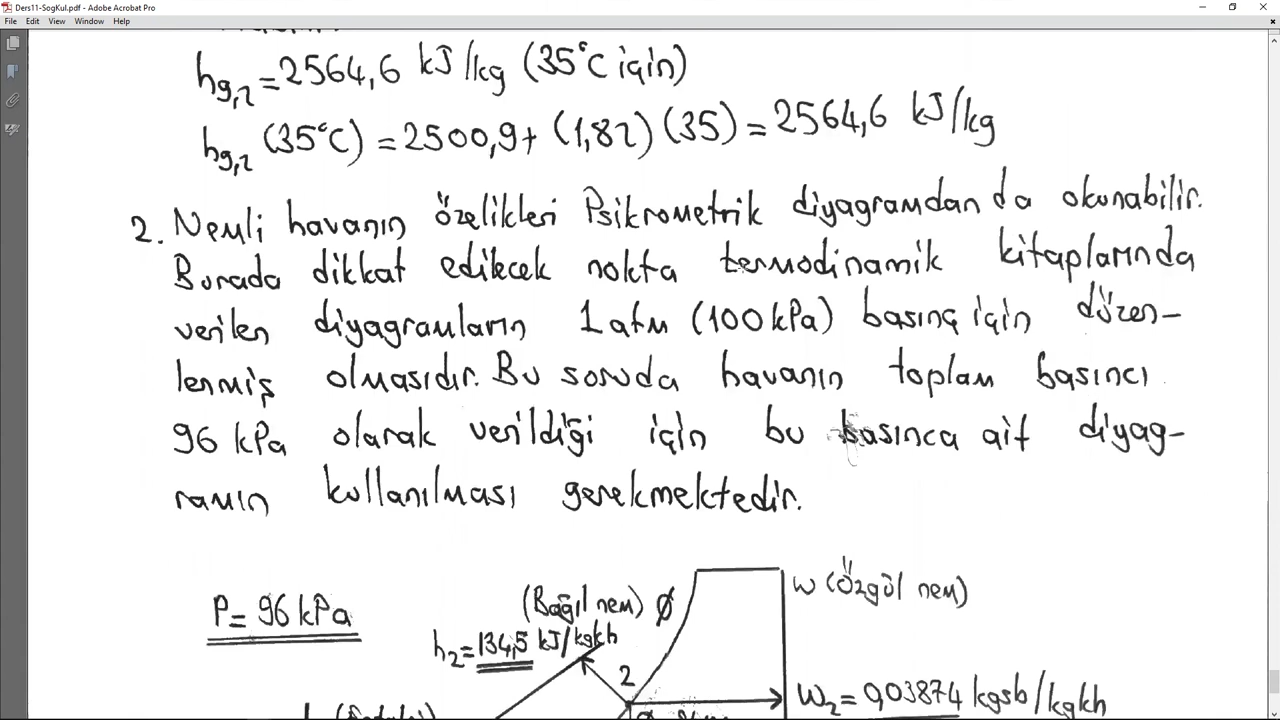 Ders11-SogKul.pdf - Adobe Acrobat Pro
File Edit View Window Help
hg,2 = 2564,6 kJ/kg (35°C için)
hg,2 (35°C) = 2500,9 + (1,82) (35) = 2564,6 kJ/kg
2. Nemli havanın özelikleri Psikrometrik diyagramdan da okunabilir.
Burada dikkat edilecek nokta termodinamik kitaplarında
verilen diyagramların 1 atm (100 kPa) basınç için düzen-
lenmiş olmasıdır. Bu soruda havanın toplam basıncı
96 kPa olarak verildiği için bu basınca ait diyag-
ramın kullanılması gerekmektedir.
P = 96 kPa
(Bağıl nem) Ø
w (Özgül nem)
h2 = 134,5 kJ/kgkh
2
w2 = 0,03874 kgsb/kgkh